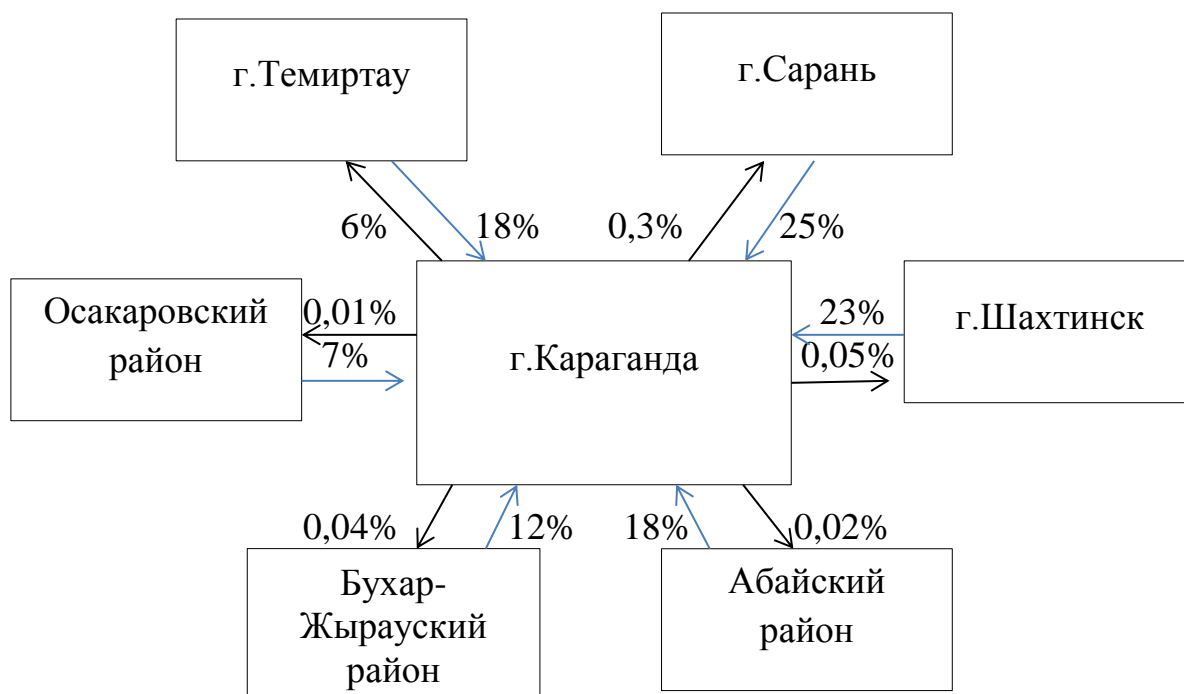 г.Темиртау
г.Сарань
6%
18%
0,3%
25%
Осакаровский
район
0,01%
7%
г.Караганда
23%
0,05%
г.Шахтинск
0,04%
12%
18%
0,02%
Бухар-
Жырауский
район
Абайский
район